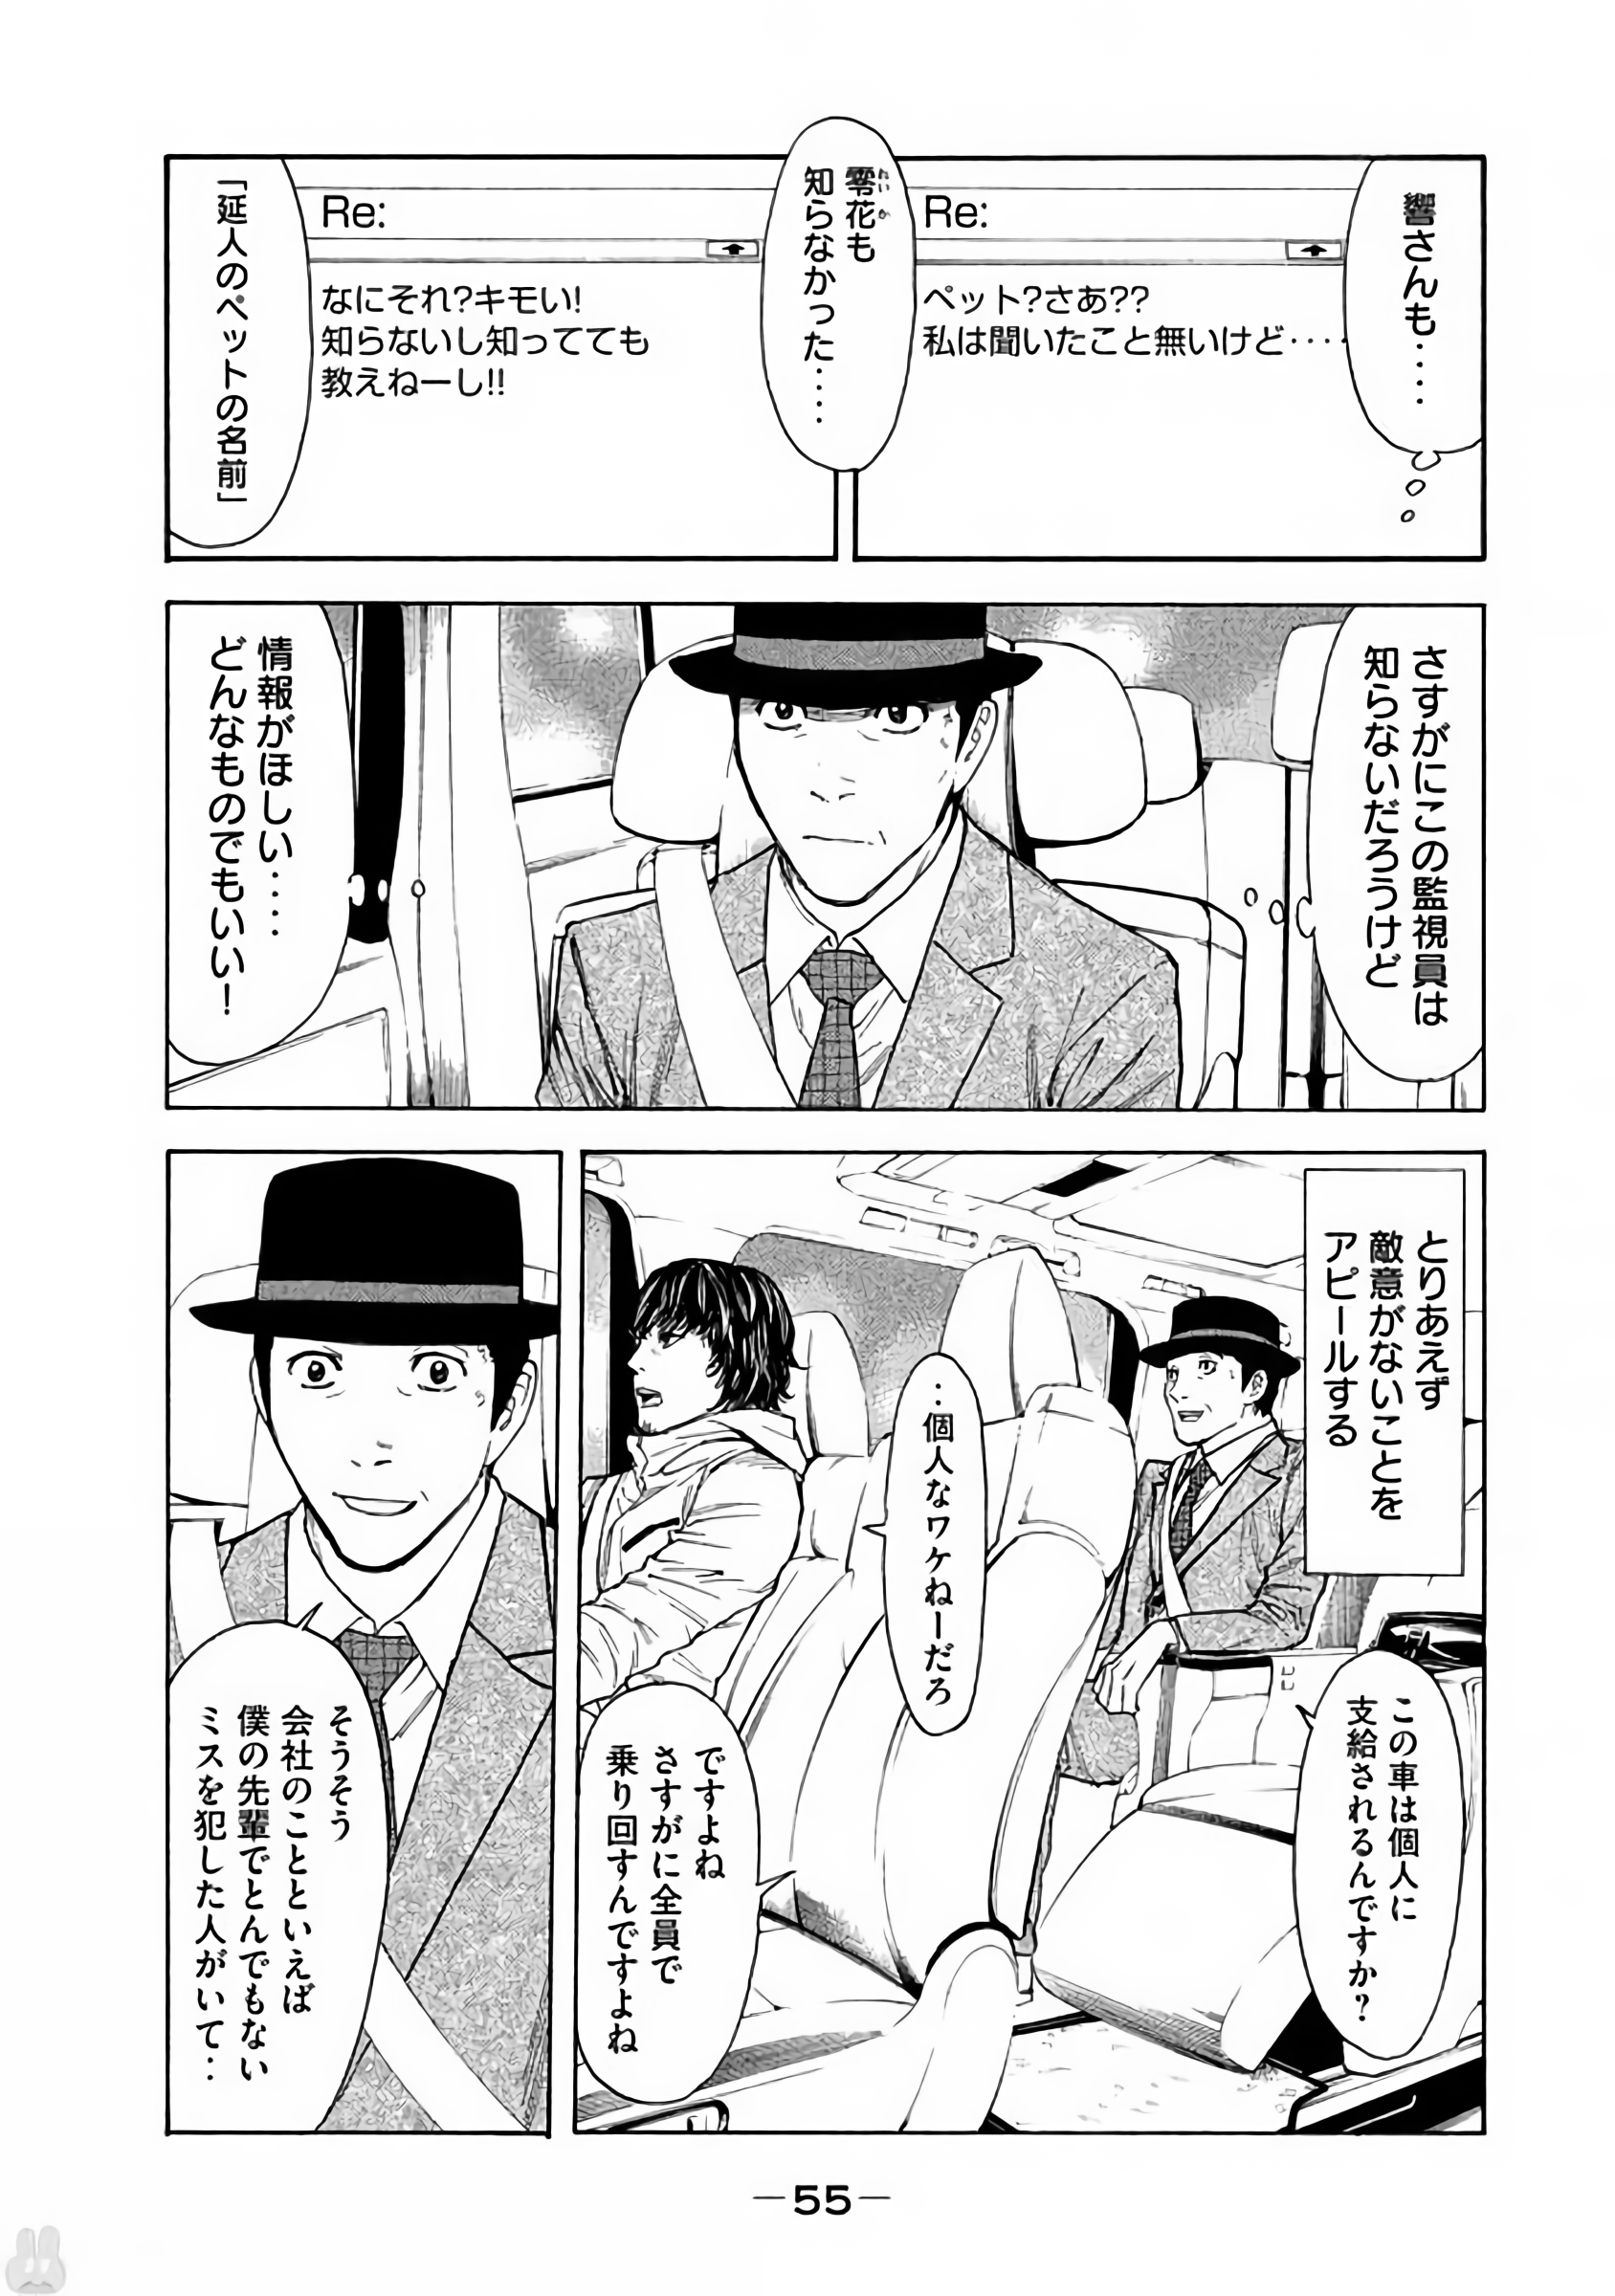 響さんも‥‥
Re:
ペット?さあ??
私は聞いたこと無いけど‥‥
零花も
知らなかった‥‥
Re:
なにそれ?キモい!
知らないし知ってても
教えねーし!!
「延人のペットの名前」
さすがにこの監視員は
知らないだろうけど
情報がほしい‥‥
どんなものでもいい!
とりあえず
敵意がないことを
アピールする
この車は個人に
支給されるんですか?
‥個人なワケねーだろ
ですよね
さすがに全員で
乗り回すんですよね
そうそう
会社のことといえば
僕の先輩でとんでもない
ミスを犯した人がいて‥
—55—